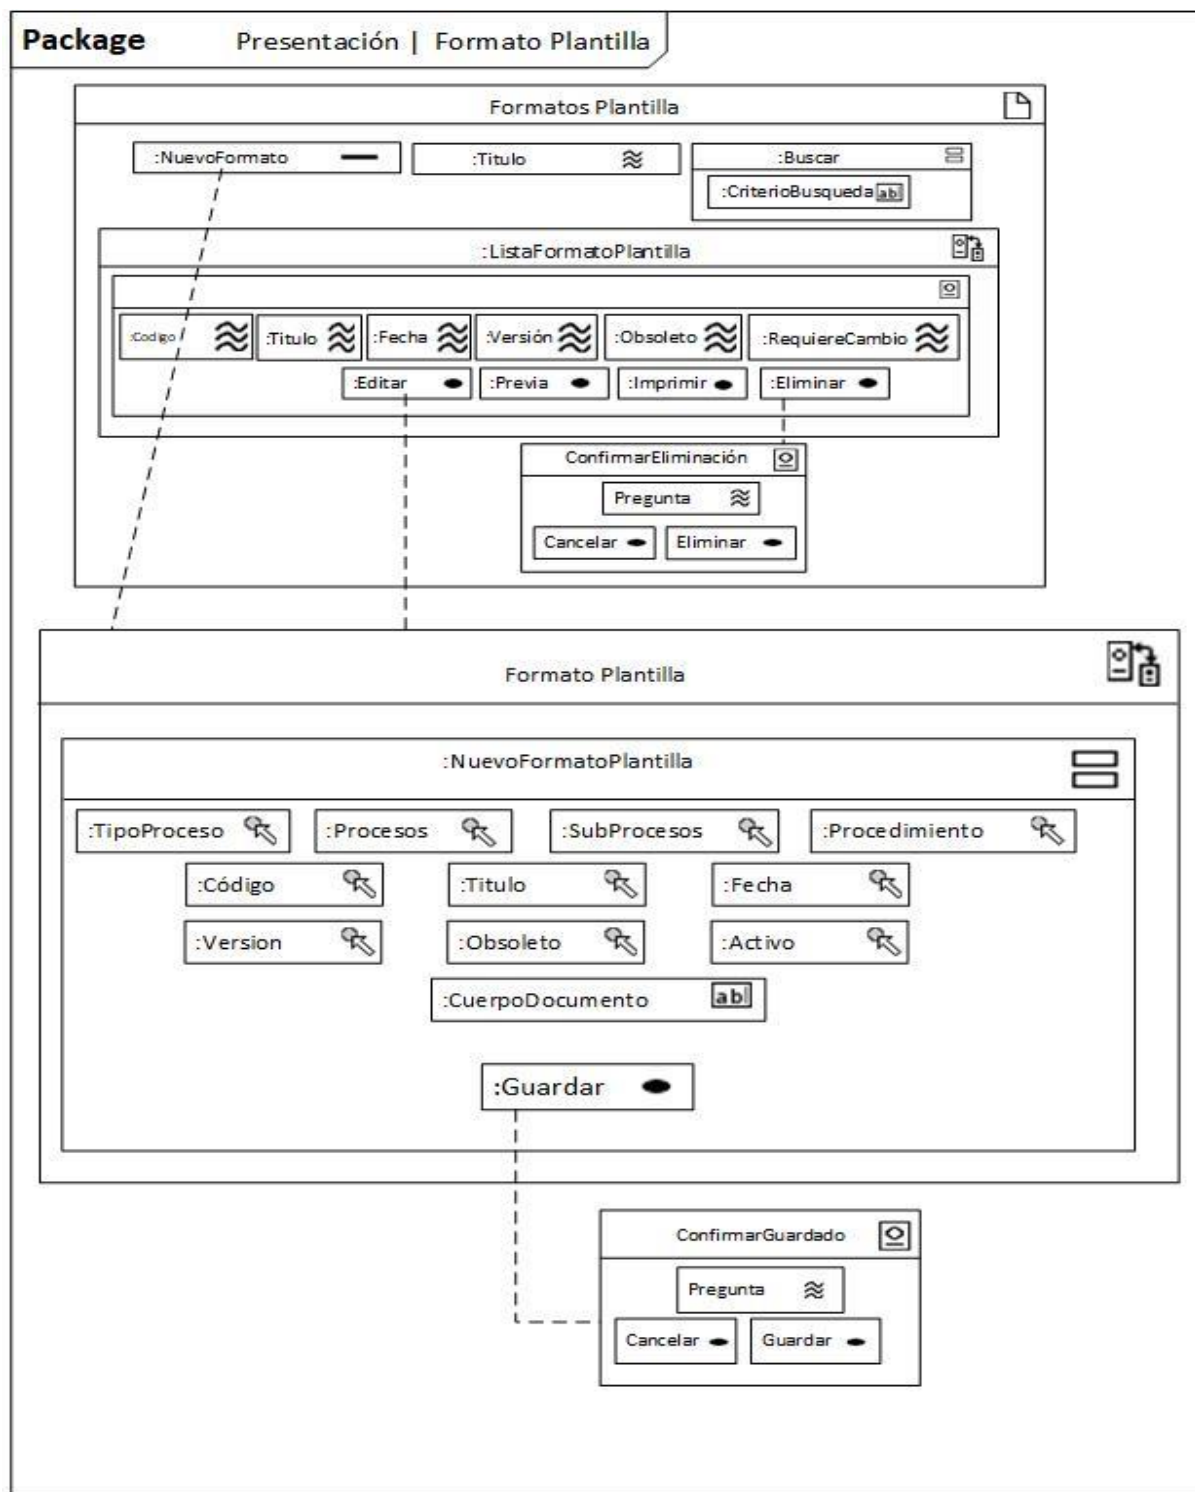 Package Presentación | Formato Plantilla
Formatos Plantilla
:NuevoFormato :Titulo :Buscar
:CriterioBusqueda ab
:ListaFormatoPlantilla
:Codigo :Titulo :Fecha :Versión :Obsoleto :RequiereCambio
:Editar :Previa :Imprimir :Eliminar
ConfirmarEliminación
Pregunta
Cancelar Eliminar
Formato Plantilla
:NuevoFormatoPlantilla
:TipoProceso :Procesos :SubProcesos :Procedimiento
:Código :Titulo :Fecha
:Version :Obsoleto :Activo
:CuerpoDocumento ab
:Guardar
ConfirmarGuardado
Pregunta
Cancelar Guardar